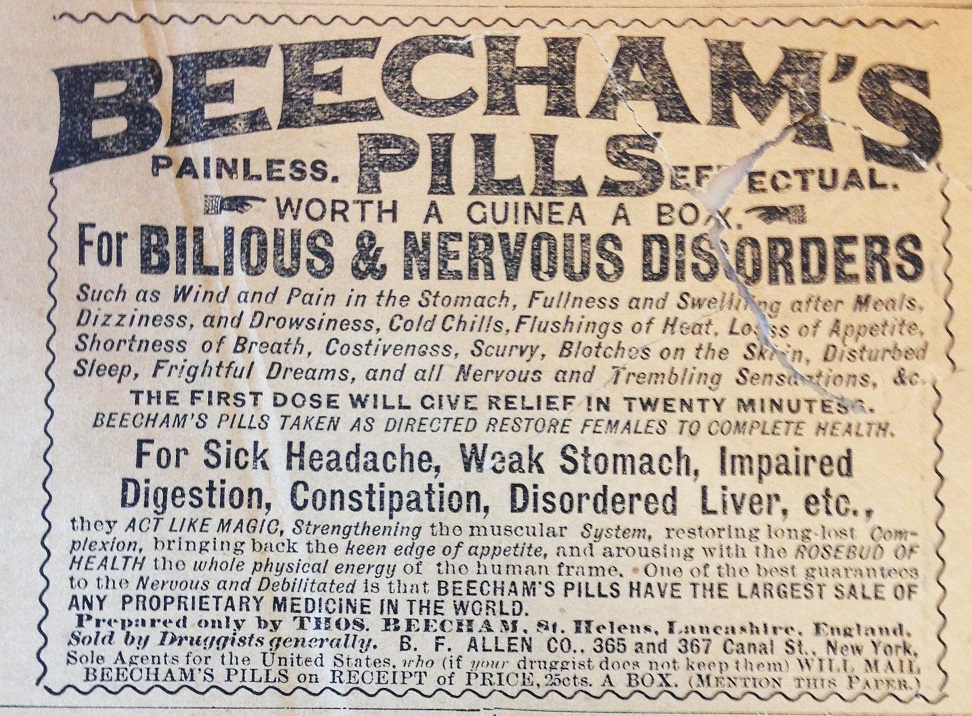 BEECHAM'S
PAINLESS. PILLS EFFECTUAL.
WORTH A GUINEA A BOX.
For BILIOUS & NERVOUS DISORDERS
Such as Wind and Pain in the Stomach, Fullness and Swelling after Meals,
Dizziness, and Drowsiness, Cold Chills, Flushings of Heat, Loss of Appetite,
Shortness of Breath, Costiveness, Scurvy, Blotches on the Skin, Disturbed
Sleep, Frightful Dreams, and all Nervous and Trembling Sensations, &c.
THE FIRST DOSE WILL GIVE RELIEF IN TWENTY MINUTES.
BEECHAM'S PILLS TAKEN AS DIRECTED RESTORE FEMALES TO COMPLETE HEALTH.
For Sick Headache, Weak Stomach, Impaired
Digestion, Constipation, Disordered Liver, etc.,
they ACT LIKE MAGIC, Strengthening the muscular System, restoring long-lost Com-
plexion, bringing back the keen edge of appetite, and arousing with the ROSEBUD OF
HEALTH the whole physical energy of the human frame. One of the best guarantees
to the Nervous and Debilitated is that BEECHAM'S PILLS HAVE THE LARGEST SALE OF
ANY PROPRIETARY MEDICINE IN THE WORLD.
Prepared only by THOS. BEECHAM, St. Helens, Lancashire, England.
Sold by Druggists generally. B. F. ALLEN CO., 365 and 367 Canal St., New York,
Sole Agents for the United States, who (if your druggist does not keep them) WILL MAIL
BEECHAM'S PILLS on RECEIPT of PRICE, 25cts. A BOX. (MENTION THIS PAPER.)